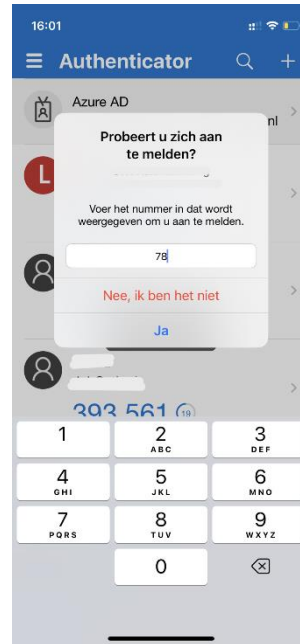 16:01
Authenticator
Azure AD
nl
Probeert u zich aan
te melden?
L
Voer het nummer in dat wordt
weergegeven om u aan te melden.
78
Nee, ik ben het niet
Ja
393 561 19
1 2 3
ABC DEF
4 5 6
GHI JKL MNO
7 8 9
PQRS TUV WXYZ
0